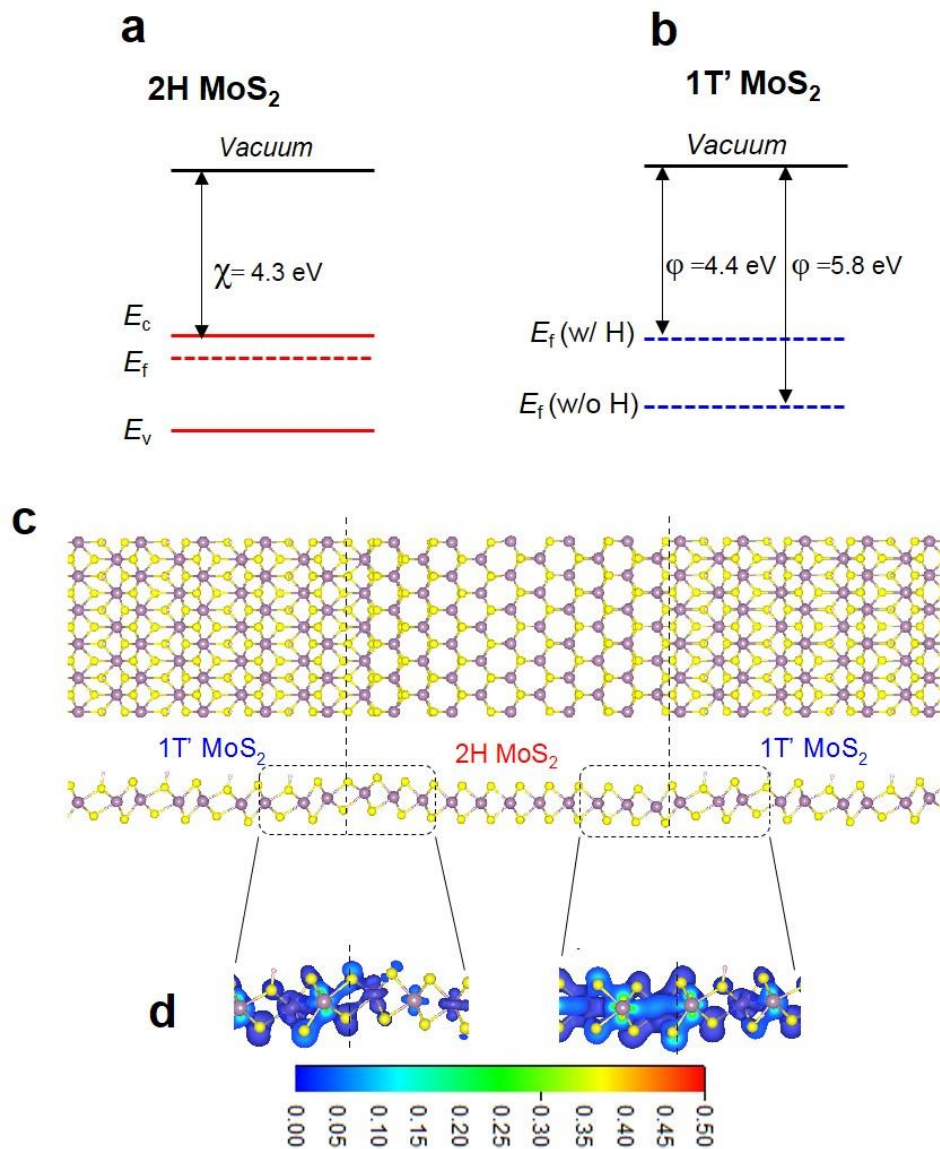 a
b
2H MoS₂
1T’ MoS₂
Vacuum
Vacuum
χ= 4.3 eV
φ =4.4 eV
φ =5.8 eV
Ec
Ef
Ev
Ef (w/ H)
Ef (w/o H)
c
1T’ MoS₂
2H MoS₂
1T’ MoS₂
d
0.00
0.05
0.10
0.15
0.20
0.25
0.30
0.35
0.40
0.45
0.50